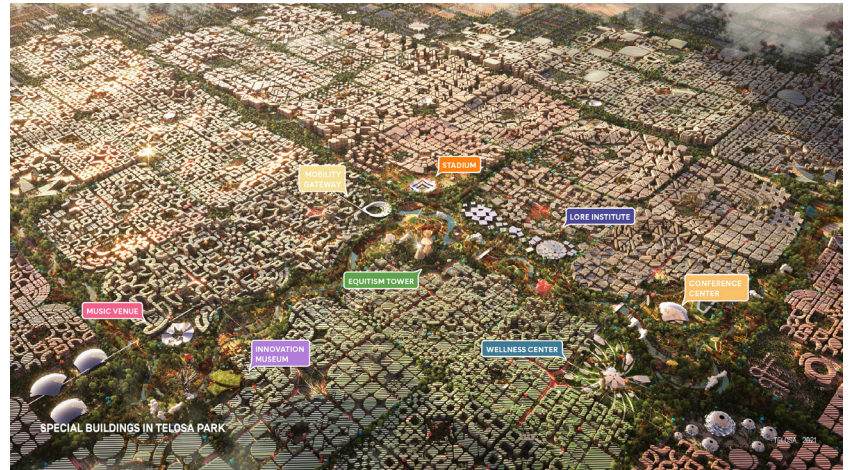 STADIUM
MOBILITY
GATEWAY
LORE INSTITUTE
EQUITISM TOWER
CONFERENCE
CENTER
MUSIC VENUE
INNOVATION
MUSEUM
WELLNESS CENTER
SPECIAL BUILDINGS IN TELOSA PARK
TELOSA, 2021